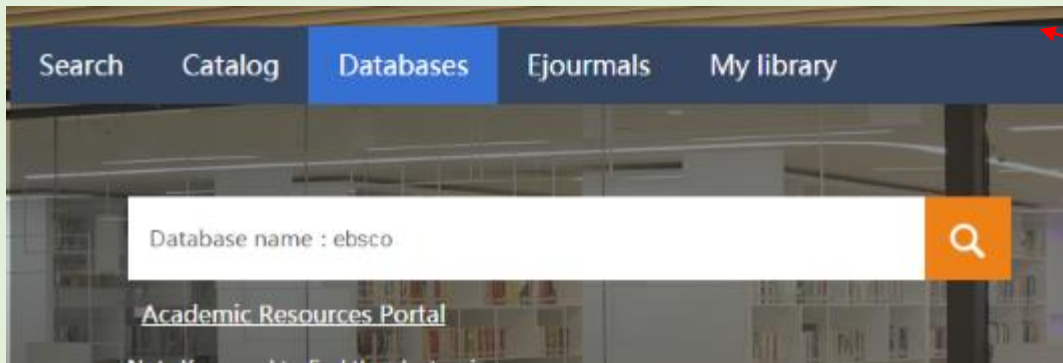 Search Catalog Databases Ejourmals My library
Database name : ebsco
Academic Resources Portal